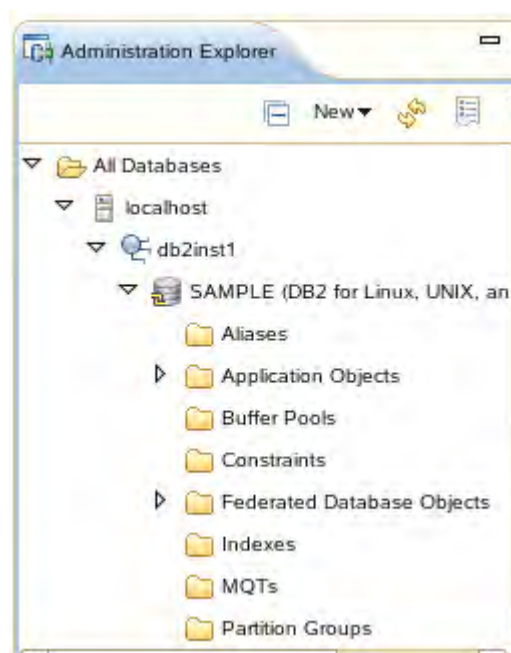 Administration Explorer
New
All Databases
localhost
db2inst1
SAMPLE (DB2 for Linux, UNIX, an
Aliases
Application Objects
Buffer Pools
Constraints
Federated Database Objects
Indexes
MQTs
Partition Groups